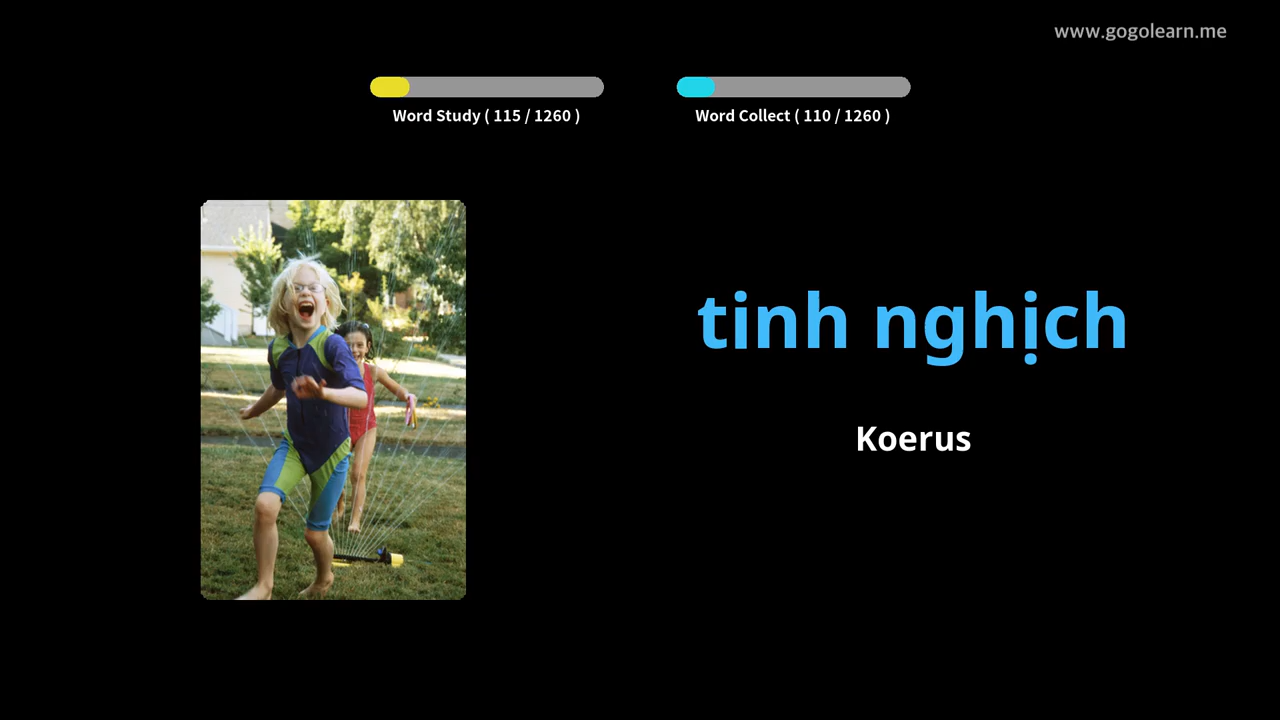 www.gogolearn.me
Word Study ( 115 / 1260 )
Word Collect ( 110 / 1260 )
tinh nghịch
Koerus